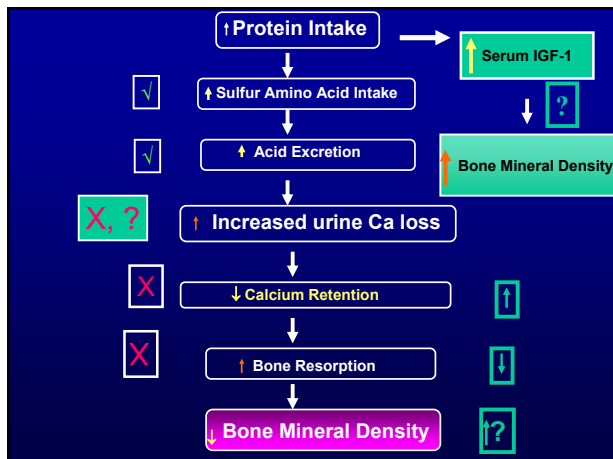 ↑ Protein Intake
↑ Serum IGF-1
√
↑ Sulfur Amino Acid Intake
?
√
↑ Acid Excretion
↑ Bone Mineral Density
X, ?
↑ Increased urine Ca loss
X
↓ Calcium Retention
↑
X
↑ Bone Resorption
↓
↓ Bone Mineral Density
↑?